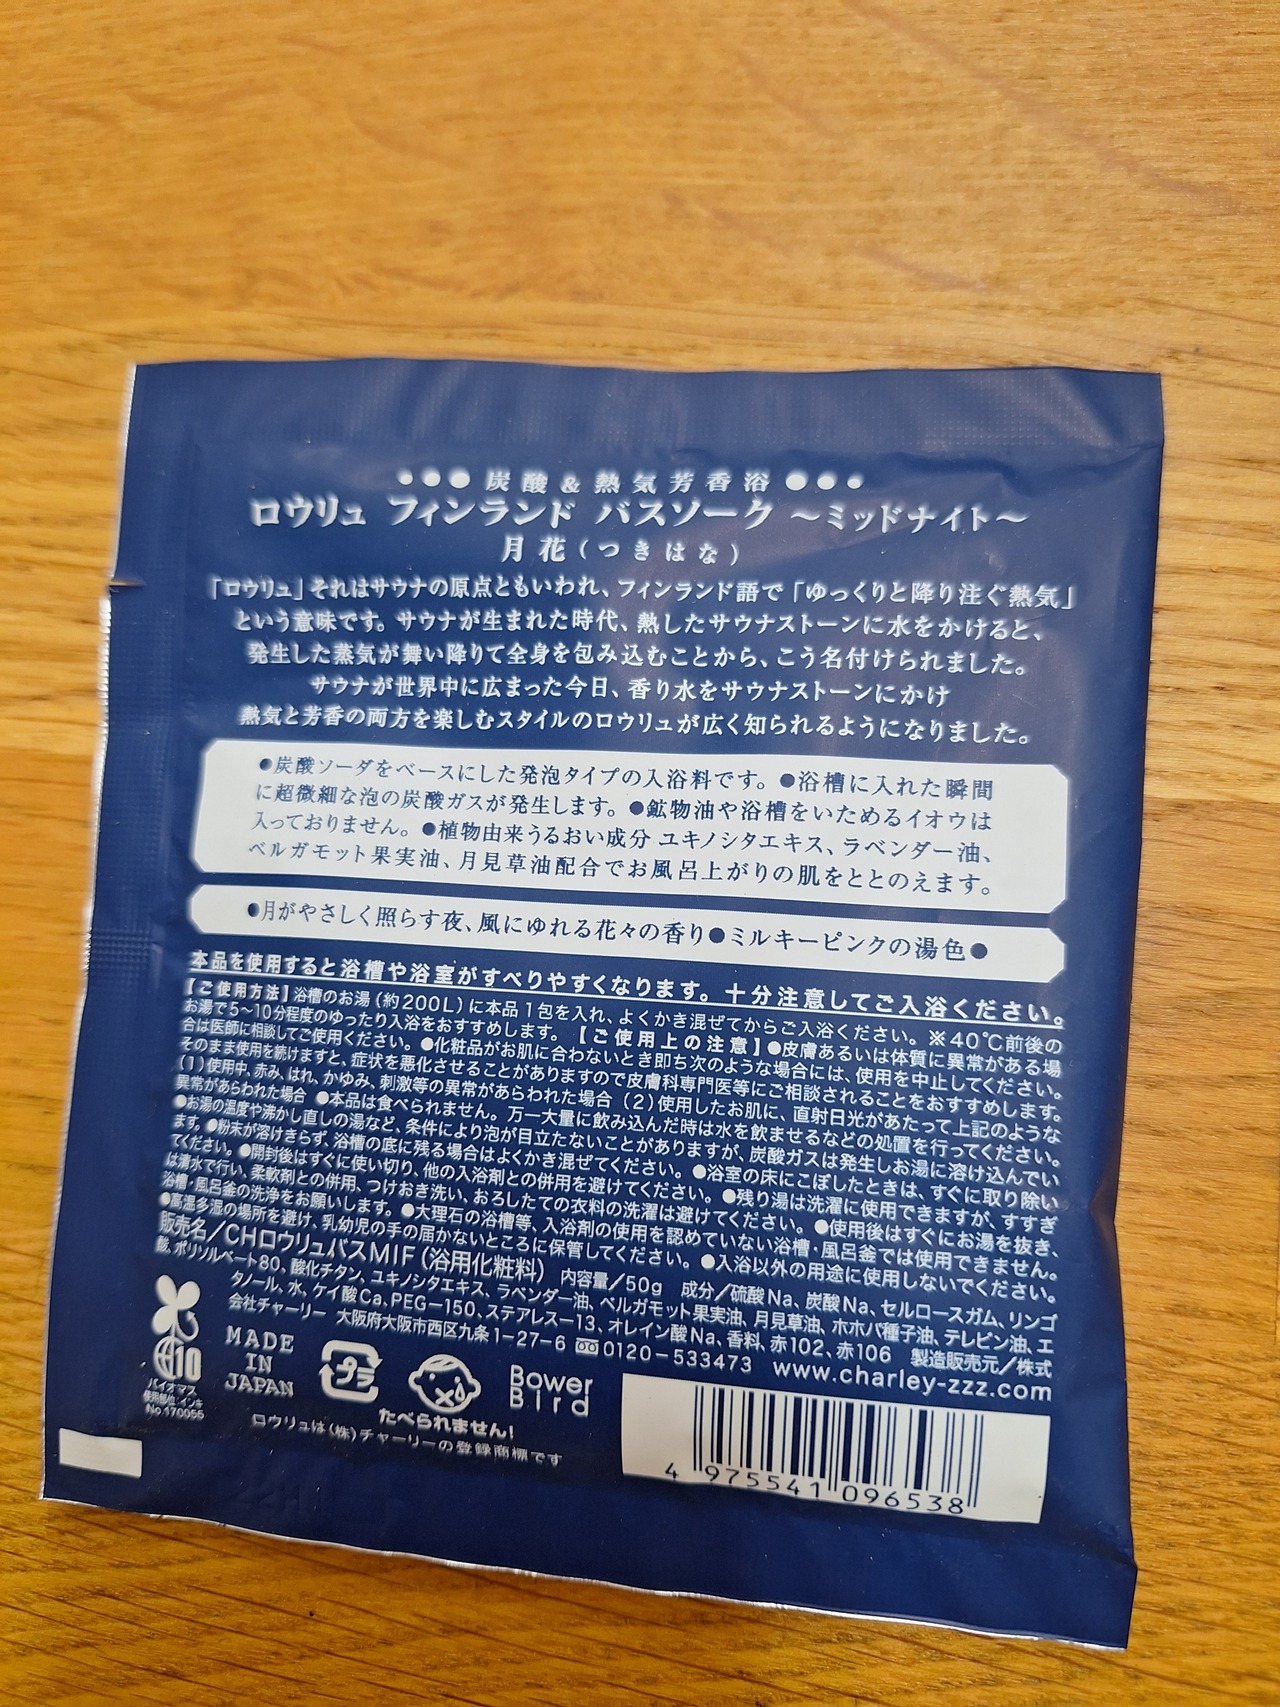 ●●●炭酸&熱気芳香浴●●●
ロウリュ フィンランド バスソーク ～ミッドナイト～
月花(つきはな)
「ロウリュ」それはサウナの原点ともいわれ、フィンランド語で「ゆっくりと降り注ぐ熱気」
という意味です。サウナが生まれた時代、熱したサウナストーンに水をかけると、
発生した蒸気が舞い降りて全身を包み込むことから、こう名付けられました。
サウナが世界中に広まった今日、香り水をサウナストーンにかけ
熱気と芳香の両方を楽しむスタイルのロウリュが広く知られるようになりました。
●炭酸ソーダをベースにした発泡タイプの入浴料です。●浴槽に入れた瞬間
に超微細な泡の炭酸ガスが発生します。●鉱物油や浴槽をいためるイオウは
入っておりません。●植物由来うるおい成分 ユキノシタエキス、ラベンダー油、
ベルガモット果実油、月見草油配合でお風呂上がりの肌をととのえます。
●月がやさしく照らす夜、風にゆれる花々の香り●ミルキーピンクの湯色●
本品を使用すると浴槽や浴室がすべりやすくなります。十分注意してご入浴ください。
【ご使用方法】浴槽のお湯(約200L)に本品1包を入れ、よくかき混ぜてからご入浴ください。※40℃前後の
お湯で5~10分程度のゆったり入浴をおすすめします。【ご使用上の注意】●皮膚あるいは体質に異常がある場
合は医師に相談してご使用ください。●化粧品がお肌に合わないとき即ち次のような場合には、使用を中止してください。
そのまま使用を続けますと、症状を悪化させることがありますので皮膚科専門医等にご相談されることをおすすめします。
(1)使用中、赤み、はれ、かゆみ、刺激等の異常があらわれた場合(2)使用したお肌に、直射日光があたって上記のような
異常があらわれた場合 ●本品は食べられません。万一大量に飲み込んだ時は水を飲ませるなどの処置を行ってください。
●お湯の温度や沸かし直しの湯など、条件により泡が目立たないことがありますが、炭酸ガスは発生しお湯に溶け込んでい
ます。●粉末が溶けきらず、浴槽の底に残る場合はよくかき混ぜてください。●浴室の床にこぼしたときは、すぐに取り除い
てください。●開封後はすぐに使い切り、他の入浴剤との併用を避けてください。●残り湯は洗濯に使用できますが、すすぎ
は清水で行い、柔軟剤との併用、つけおき洗い、おろしたての衣料の洗濯は避けてください。●使用後はすぐにお湯を抜き、
浴槽・風呂釜の洗浄をお願いします。●大理石の浴槽等、入浴剤の使用を認めていない浴槽・風呂釜では使用できません。
●高温多湿の場所を避け、乳幼児の手の届かないところに保管してください。●入浴以外の用途に使用しないでください。
販売名/CHロウリュバスMIF(浴用化粧料) 内容量/50g 成分/硫酸Na、炭酸Na、セルロースガム、リンゴ
酸、ポリソルベート80、酸化チタン、ユキノシタエキス、ラベンダー油、ベルガモット果実油、月見草油、ホホバ種子油、テレビン油、エ
タノール、水、ケイ酸Ca、PEG-150、ステアレス-13、オレイン酸Na、香料、赤102、赤106 製造販売元/株式
会社チャーリー 大阪府大阪市西区九条1-27-6 0120-533473 www.charley-zzz.com
10
バイオマス
使用部位:インキ
No.170055
MADE
IN
JAPAN
プラ
たべられません!
Bower
Bird
ロウリュは(株)チャーリーの登録商標です
4 975541 096538